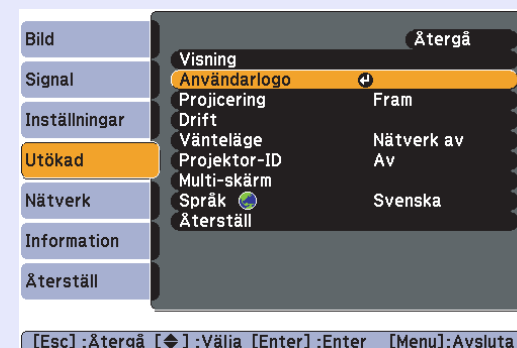 Bild
Signal
Inställningar
Utökad
Nätverk
Information
Återställ
Återgå
Visning
Användarlogo
Projicering Fram
Drift
Vänteläge Nätverk av
Projektor-ID Av
Multi-skärm
Språk Svenska
Återställ
[Esc] :Återgå [◆] :Välja [Enter] :Enter [Menu]:Avsluta